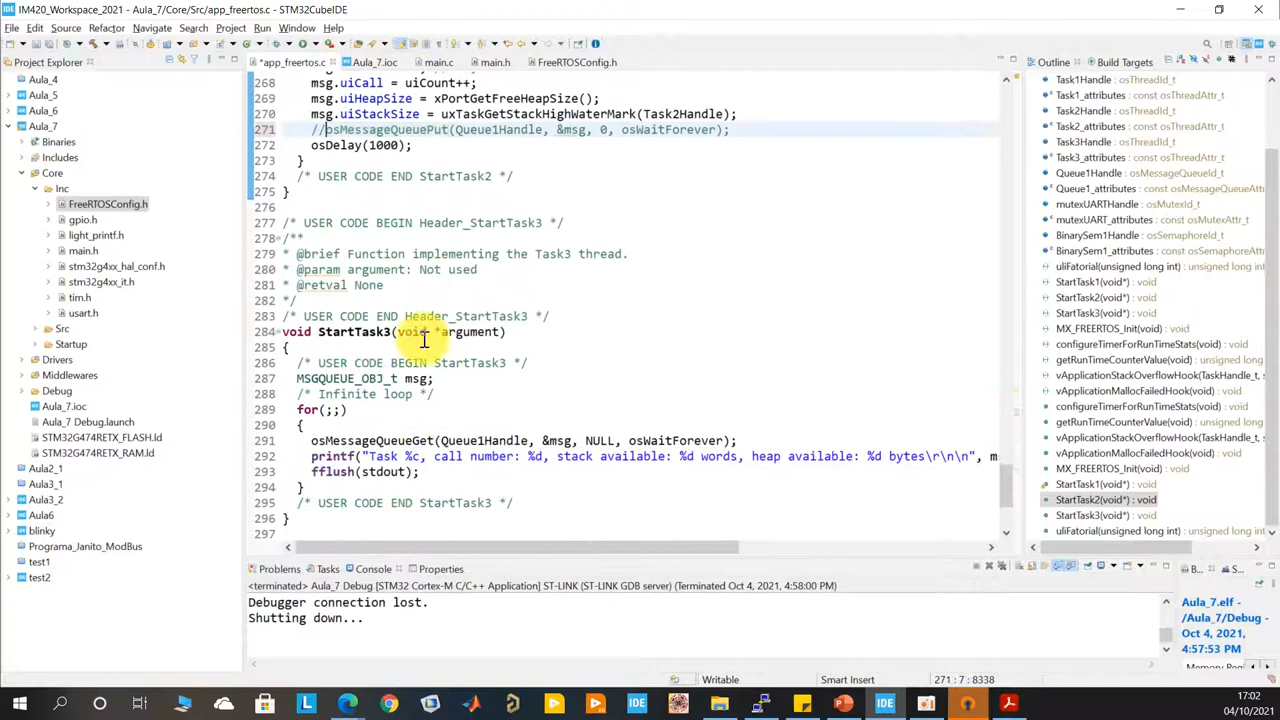 IM420_Workspace_2021 - Aula_7/Core/Src/app_freertos.c - STM32CubeIDE
File Edit Source Refactor Navigate Search Project Run Window Help
Project Explorer
Aula_4
Aula_5
Aula_6
Aula_7
Binaries
Includes
Core
Inc
FreeRTOSConfig.h
gpio.h
light_printf.h
main.h
stm32g4xx_hal_conf.h
stm32g4xx_it.h
tim.h
usart.h
Src
Startup
Drivers
Middlewares
Debug
Aula_7.ioc
Aula_7 Debug.launch
STM32G474RETX_FLASH.ld
STM32G474RETX_RAM.ld
Aula2_1
Aula3_1
Aula3_2
Aula6
blinky
Programa_Janito_ModBus
test1
test2
*app_freertos.c Aula_7.ioc main.c main.h FreeRTOSConfig.h
268 msg.uiCall = uiCount++;
269 msg.uiHeapSize = xPortGetFreeHeapSize();
270 msg.uiStackSize = uxTaskGetStackHighWaterMark(Task2Handle);
271 //osMessageQueuePut(Queue1Handle, &msg, 0, osWaitForever);
272 osDelay(1000);
273 }
274 /* USER CODE END StartTask2 */
275 }
276
277 /* USER CODE BEGIN Header_StartTask3 */
278 /**
279 * @brief Function implementing the Task3 thread.
280 * @param argument: Not used
281 * @retval None
282 */
283 /* USER CODE END Header_StartTask3 */
284 void StartTask3(void *argument)
285 {
286 /* USER CODE BEGIN StartTask3 */
287 MSGQUEUE_OBJ_t msg;
288 /* Infinite loop */
289 for(;;)
290 {
291 osMessageQueueGet(Queue1Handle, &msg, NULL, osWaitForever);
292 printf("Task %c, call number: %d, stack available: %d words, heap available: %d bytes\r\n\n", m
293 fflush(stdout);
294 }
295 /* USER CODE END StartTask3 */
296 }
297
Outline Build Targets
Task1Handle : osThreadId_t
Task1_attributes : const osThreadAttr_t
Task2Handle : osThreadId_t
Task2_attributes : const osThreadAttr_t
Task3Handle : osThreadId_t
Task3_attributes : const osThreadAttr_t
Queue1Handle : osMessageQueueId_t
Queue1_attributes : const osMessageQueueAttr
mutexUARTHandle : osMutexId_t
mutexUART_attributes : const osMutexAttr_t
BinarySem1Handle : osSemaphoreId_t
BinarySem1_attributes : const osSemaphoreAttr
uliFatorial(unsigned long int) : unsigned long int
StartTask1(void*) : void
StartTask2(void*) : void
StartTask3(void*) : void
MX_FREERTOS_Init(void) : void
configureTimerForRunTimeStats(void) : void
getRunTimeCounterValue(void) : unsigned long
vApplicationStackOverflowHook(TaskHandle_t,
vApplicationMallocFailedHook(void) : void
configureTimerForRunTimeStats(void) : void
getRunTimeCounterValue(void) : unsigned long
vApplicationStackOverflowHook(TaskHandle_t,
vApplicationMallocFailedHook(void) : void
MX_FREERTOS_Init(void) : void
StartTask1(void*) : void
StartTask2(void*) : void
StartTask3(void*) : void
uliFatorial(unsigned long int) : unsigned long int
Problems Tasks Console Properties
<terminated> Aula_7 Debug [STM32 Cortex-M C/C++ Application] ST-LINK (ST-LINK GDB server) (Terminated Oct 4, 2021, 4:58:00 PM)
Debugger connection lost.
Shutting down...
B... S...
Aula_7.elf -
/Aula_7/Debug -
Oct 4, 2021,
4:57:53 PM
Memory Region
Writable Smart Insert 271 : 7 : 8338
17:02
04/10/2021